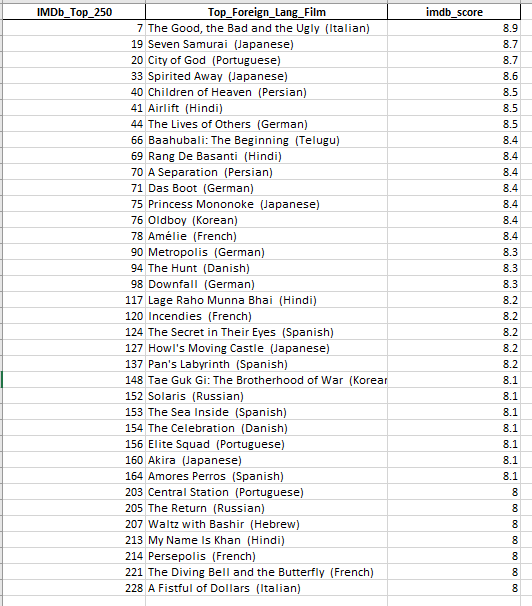 IMDb_Top_250 Top_Foreign_Lang_Film imdb_score
7 The Good, the Bad and the Ugly (Italian) 8.9
19 Seven Samurai (Japanese) 8.7
20 City of God (Portuguese) 8.7
33 Spirited Away (Japanese) 8.6
40 Children of Heaven (Persian) 8.5
41 Airlift (Hindi) 8.5
44 The Lives of Others (German) 8.5
66 Baahubali: The Beginning (Telugu) 8.4
69 Rang De Basanti (Hindi) 8.4
70 A Separation (Persian) 8.4
71 Das Boot (German) 8.4
75 Princess Mononoke (Japanese) 8.4
76 Oldboy (Korean) 8.4
78 Amélie (French) 8.4
90 Metropolis (German) 8.3
94 The Hunt (Danish) 8.3
98 Downfall (German) 8.3
117 Lage Raho Munna Bhai (Hindi) 8.2
120 Incendies (French) 8.2
124 The Secret in Their Eyes (Spanish) 8.2
127 Howl's Moving Castle (Japanese) 8.2
137 Pan's Labyrinth (Spanish) 8.2
148 Tae Guk Gi: The Brotherhood of War (Korear 8.1
152 Solaris (Russian) 8.1
153 The Sea Inside (Spanish) 8.1
154 The Celebration (Danish) 8.1
156 Elite Squad (Portuguese) 8.1
160 Akira (Japanese) 8.1
164 Amores Perros (Spanish) 8.1
203 Central Station (Portuguese) 8
205 The Return (Russian) 8
207 Waltz with Bashir (Hebrew) 8
213 My Name Is Khan (Hindi) 8
214 Persepolis (French) 8
221 The Diving Bell and the Butterfly (French) 8
228 A Fistful of Dollars (Italian) 8